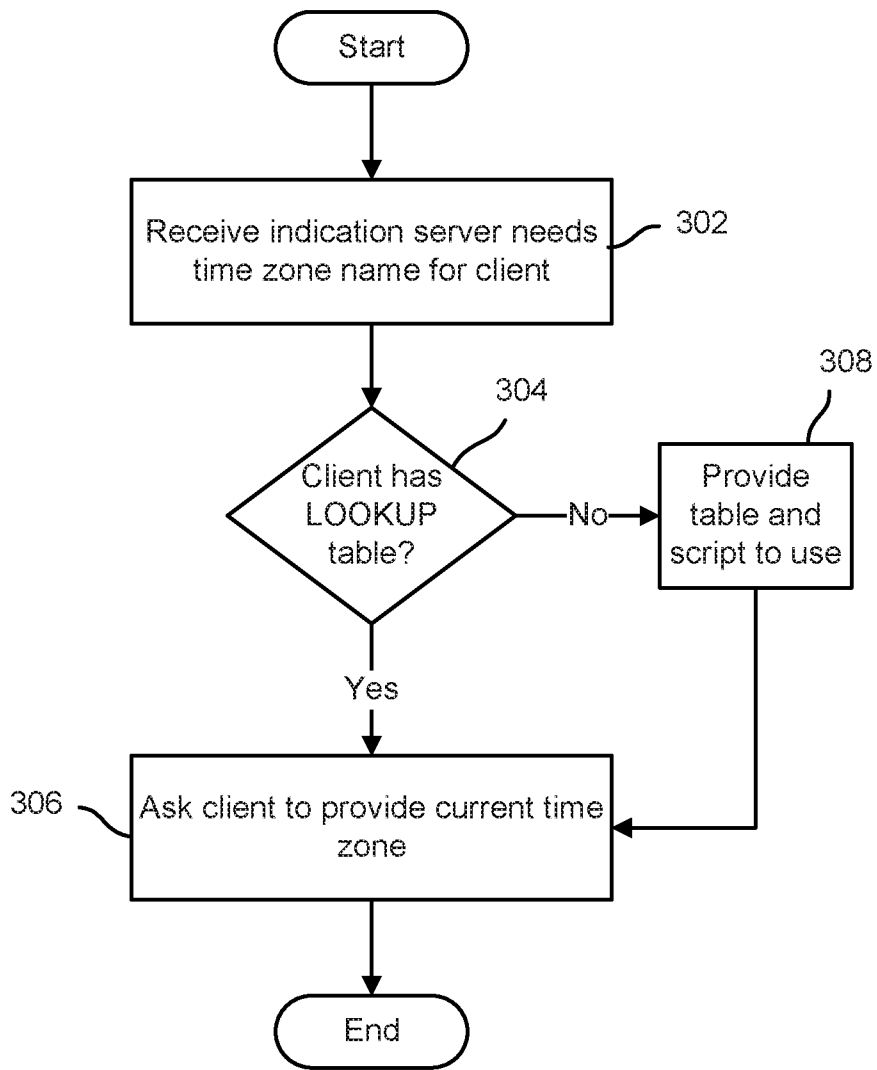 Start
Receive indication server needs
time zone name for client
302
304
308
Client has
LOOKUP
table?
No
Provide
table and
script to use
Yes
306
Ask client to provide current time
zone
End